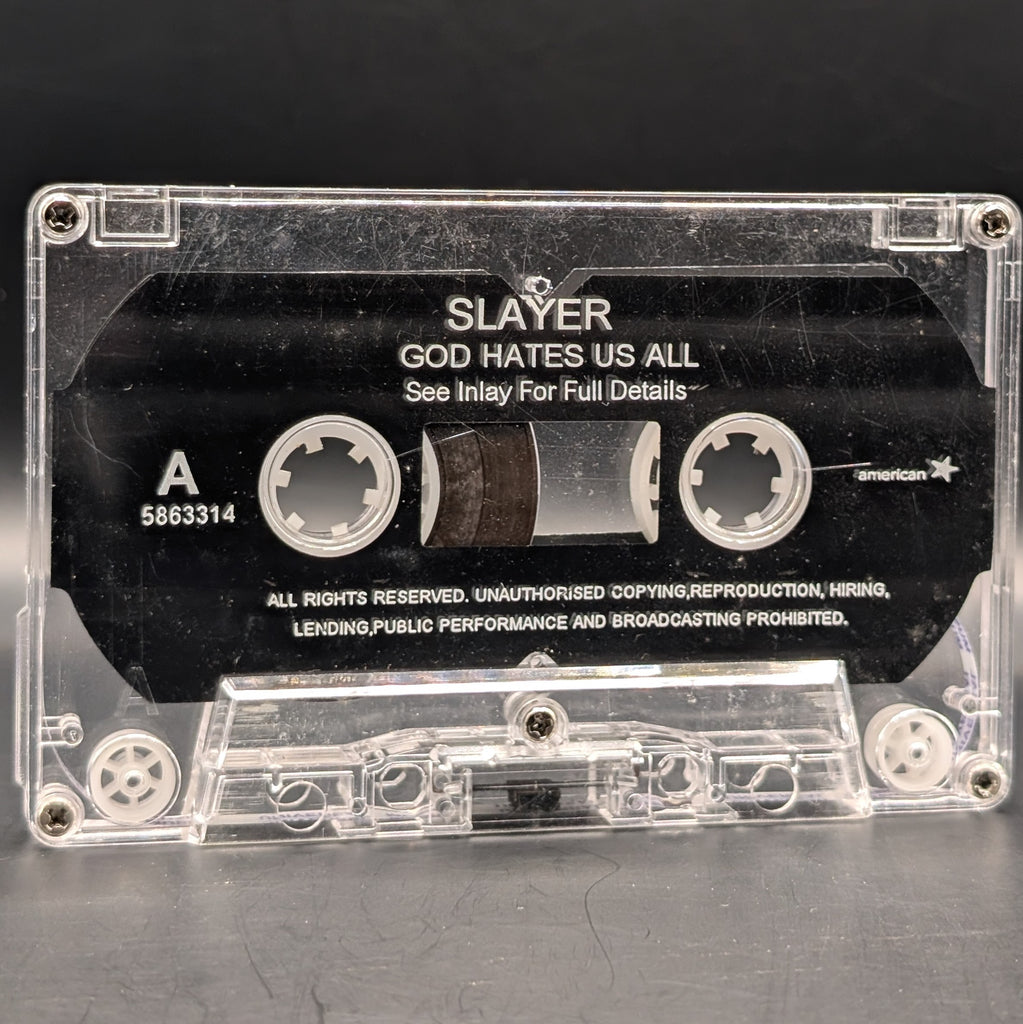 SLAYER
GOD HATES US ALL
See Inlay For Full Details
A
5863314
american
ALL RIGHTS RESERVED. UNAUTHORISED COPYING,REPRODUCTION, HIRING,
LENDING,PUBLIC PERFORMANCE AND BROADCASTING PROHIBITED.
A